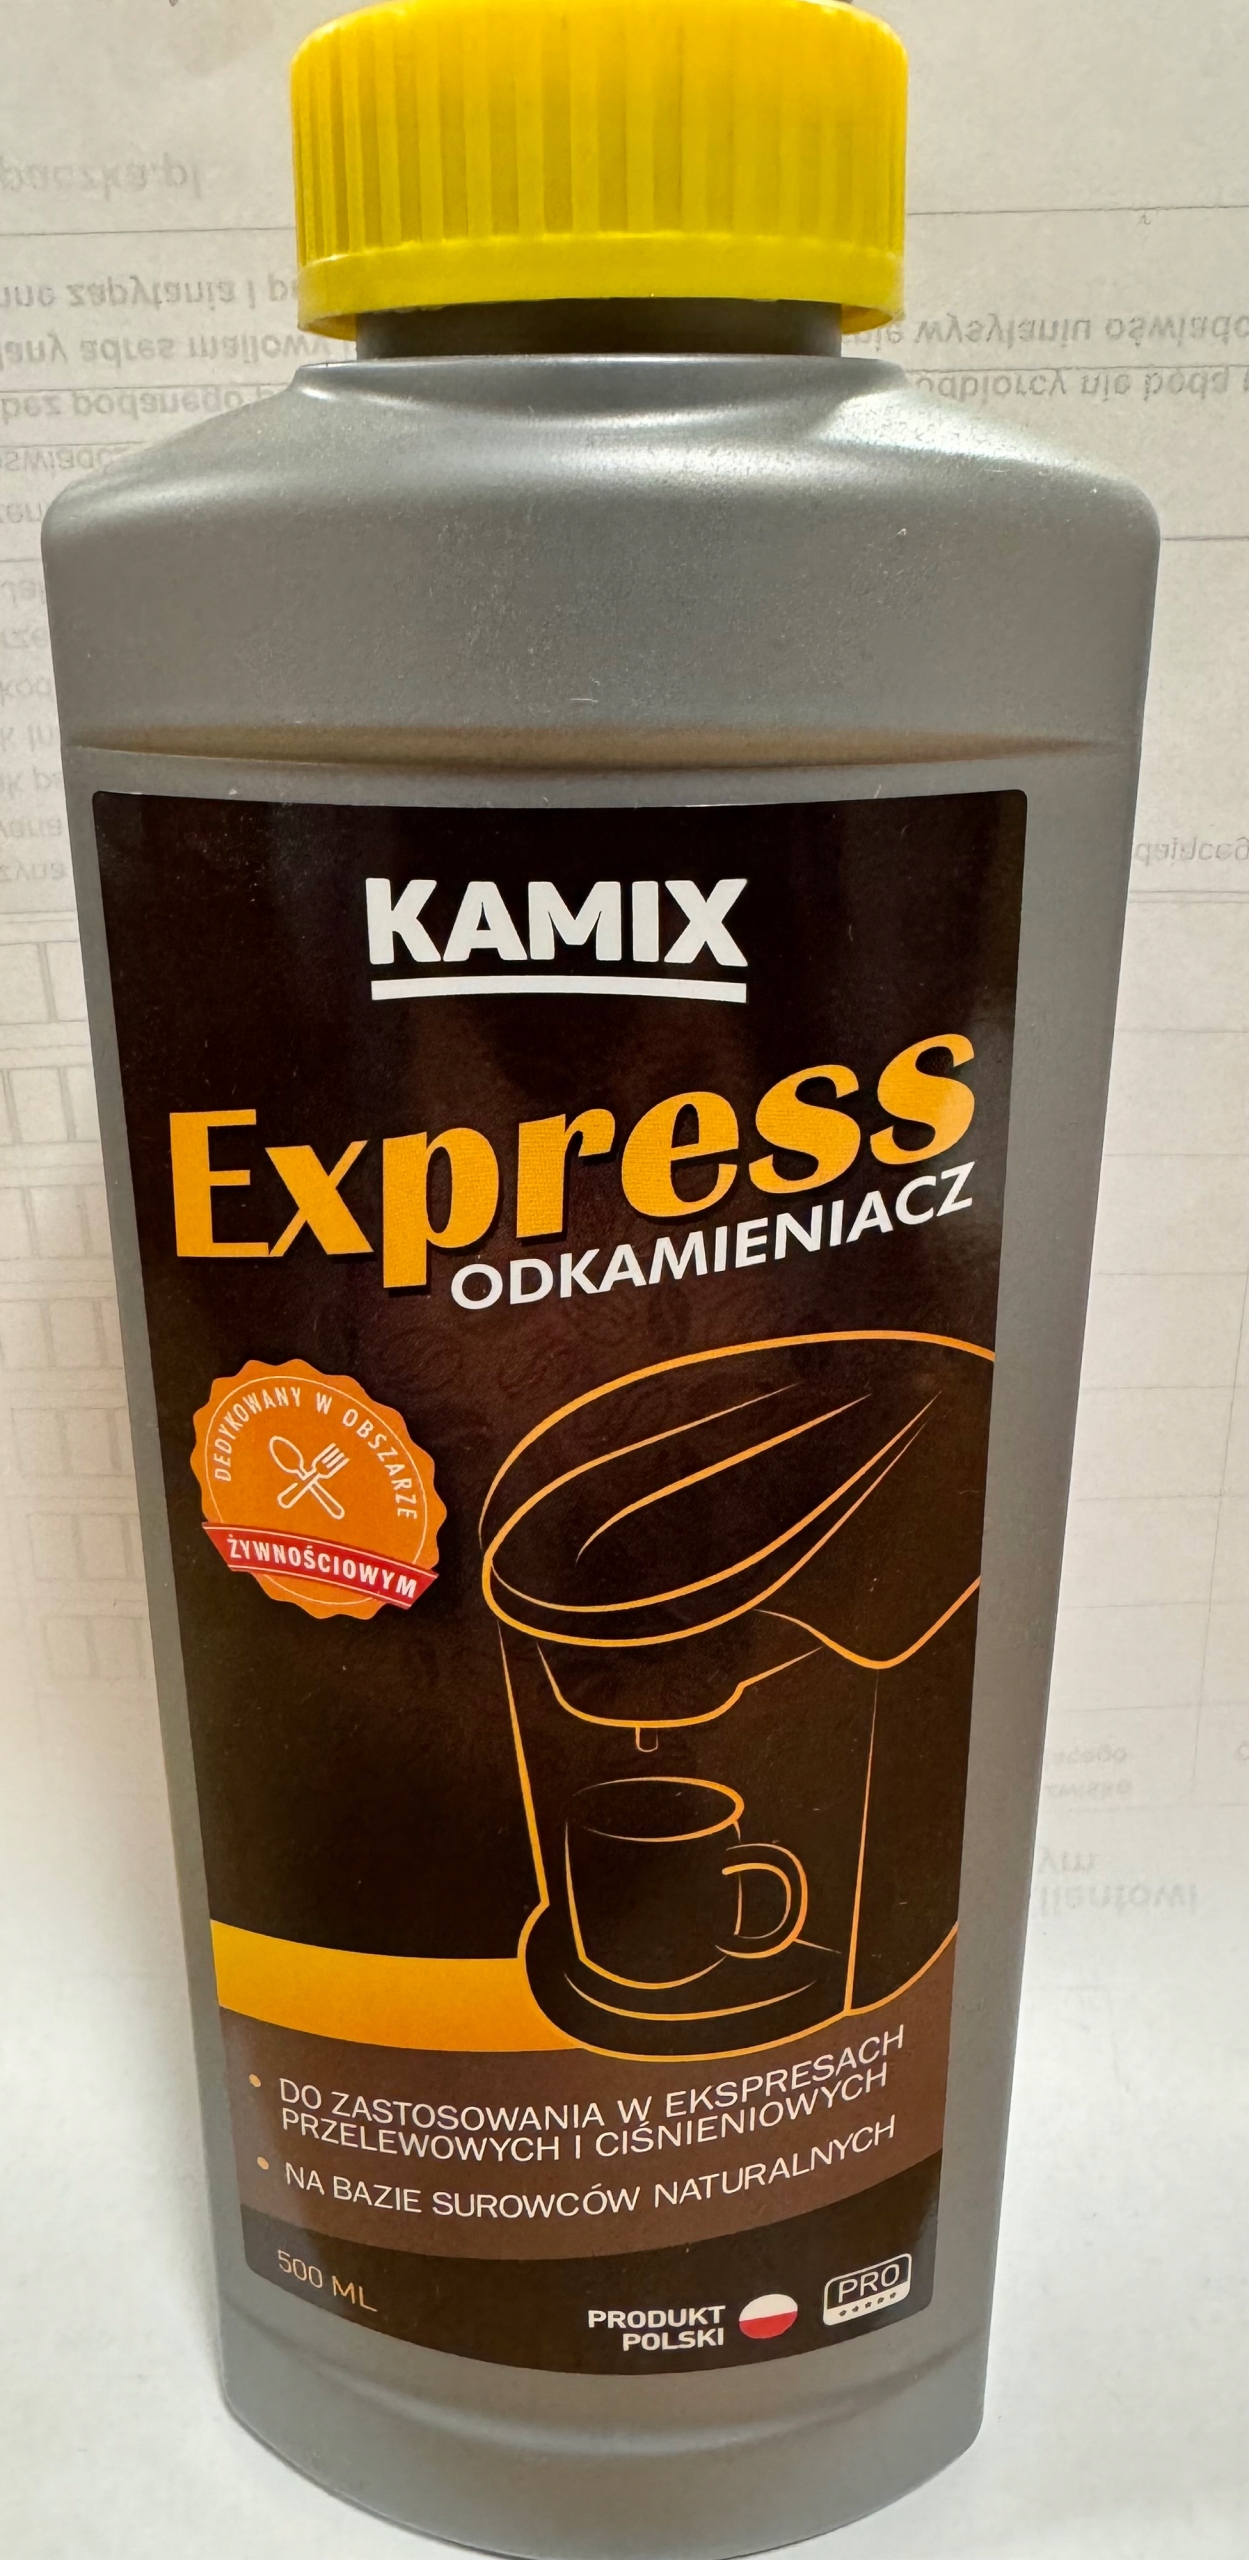 KAMIX
Express
ODKAMIENIACZ
DEDYKOWANY W OBSZARZE
ŻYWNOŚCIOWYM
• DO ZASTOSOWANIA W EKSPRESACH
PRZELEWOWYCH I CIŚNIENIOWYCH
• NA BAZIE SUROWCÓW NATURALNYCH
500 ML
PRODUKT
POLSKI
PRO